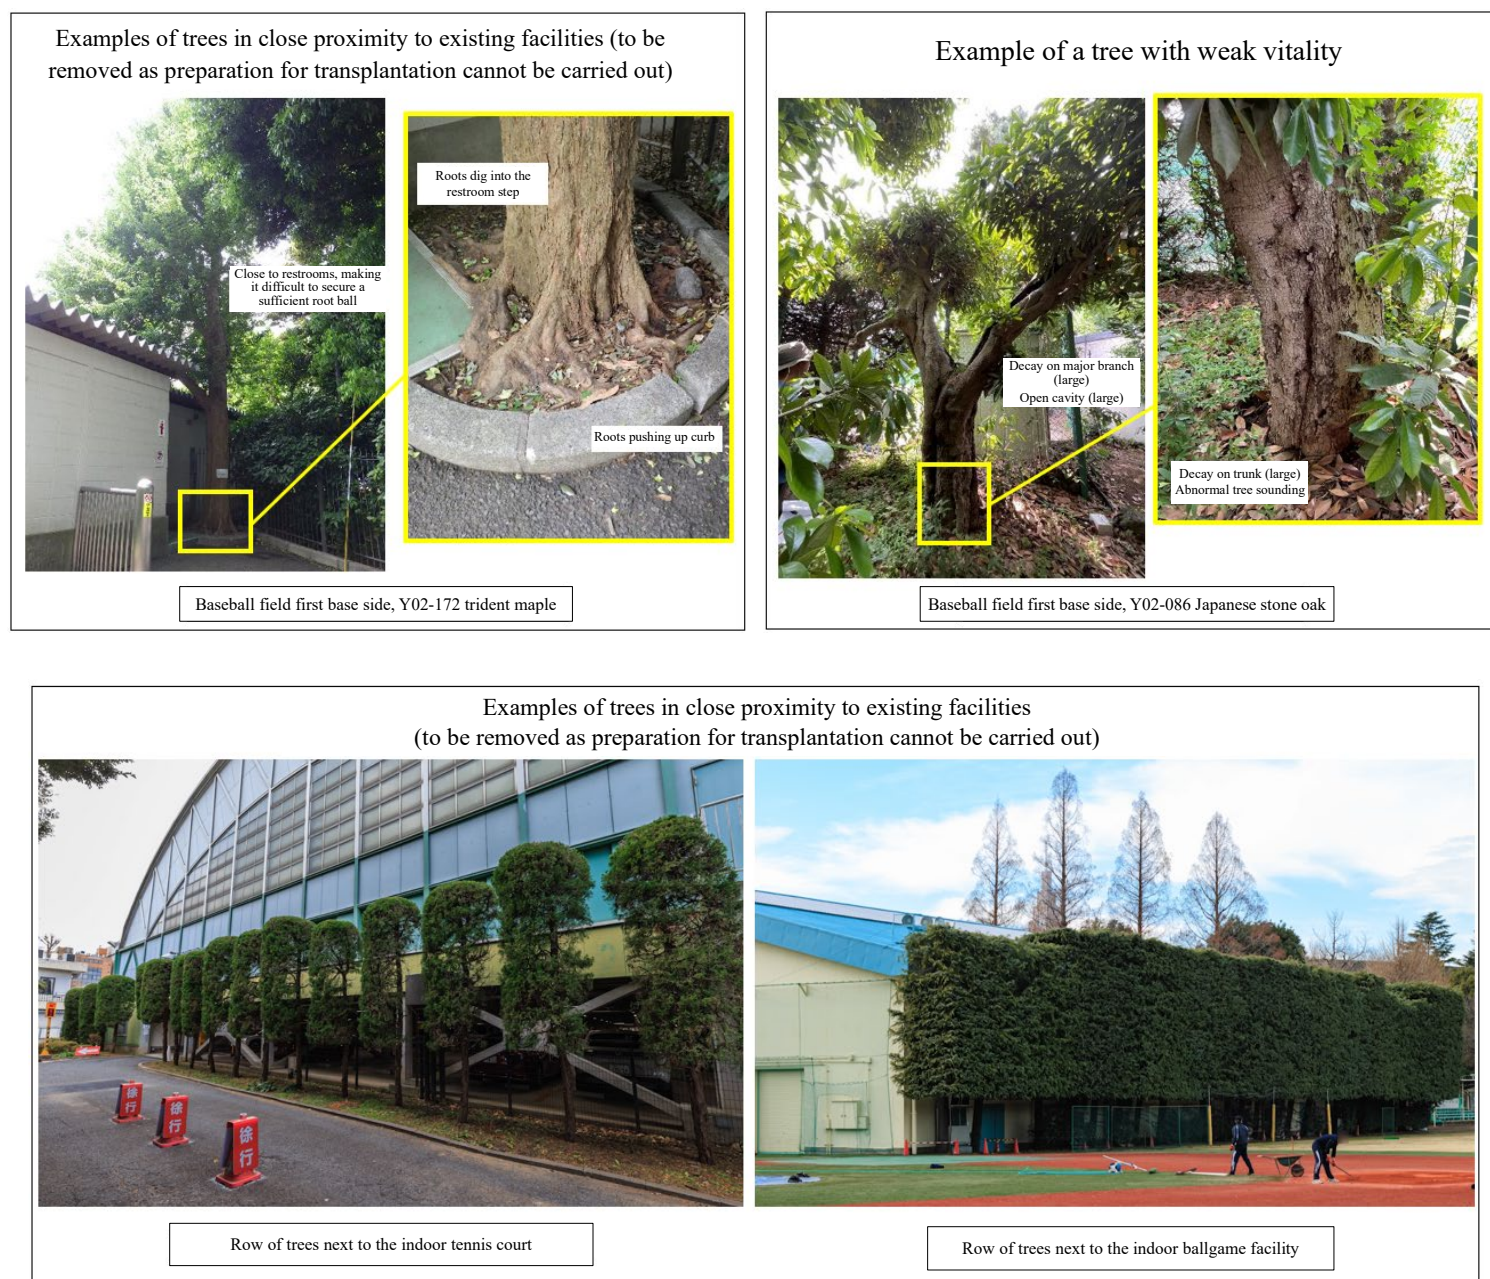 Examples of trees in close proximity to existing facilities (to be
removed as preparation for transplantation cannot be carried out)
Close to restrooms, making
it difficult to secure a
sufficient root ball
Roots dig into the
restroom step
Roots pushing up curb
Baseball field first base side, Y02-172 trident maple
Example of a tree with weak vitality
Decay on major branch
(large)
Open cavity (large)
Decay on trunk (large)
Abnormal tree sounding
Baseball field first base side, Y02-086 Japanese stone oak
Examples of trees in close proximity to existing facilities
(to be removed as preparation for transplantation cannot be carried out)
徐行
徐行
徐行
Row of trees next to the indoor tennis court
Row of trees next to the indoor ballgame facility